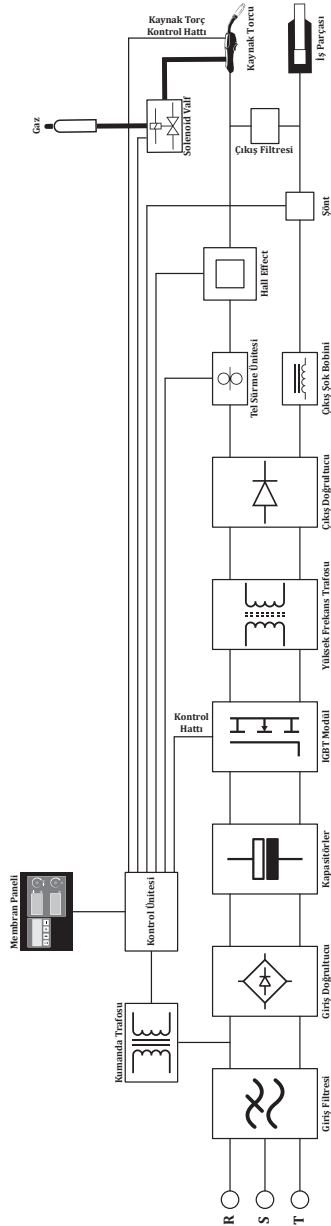 R
S
T
Giriş Filtresi
Giriş Doğrultucu
Kapasitörler
IGBT Modül
Yüksek Frekans Trafosu
Çıkış Doğrultucu
Çıkış Şok Bobini
Şönt
İş Parçası
Kumanda Trafosu
Kontrol Ünitesi
Membran Paneli
Kontrol
Hattı
Tel Sürme Ünitesi
Hall Effect
Çıkış Filtresi
Gaz
Solenoid Valf
Kaynak Torç
Kontrol Hattı
Kaynak Torcu